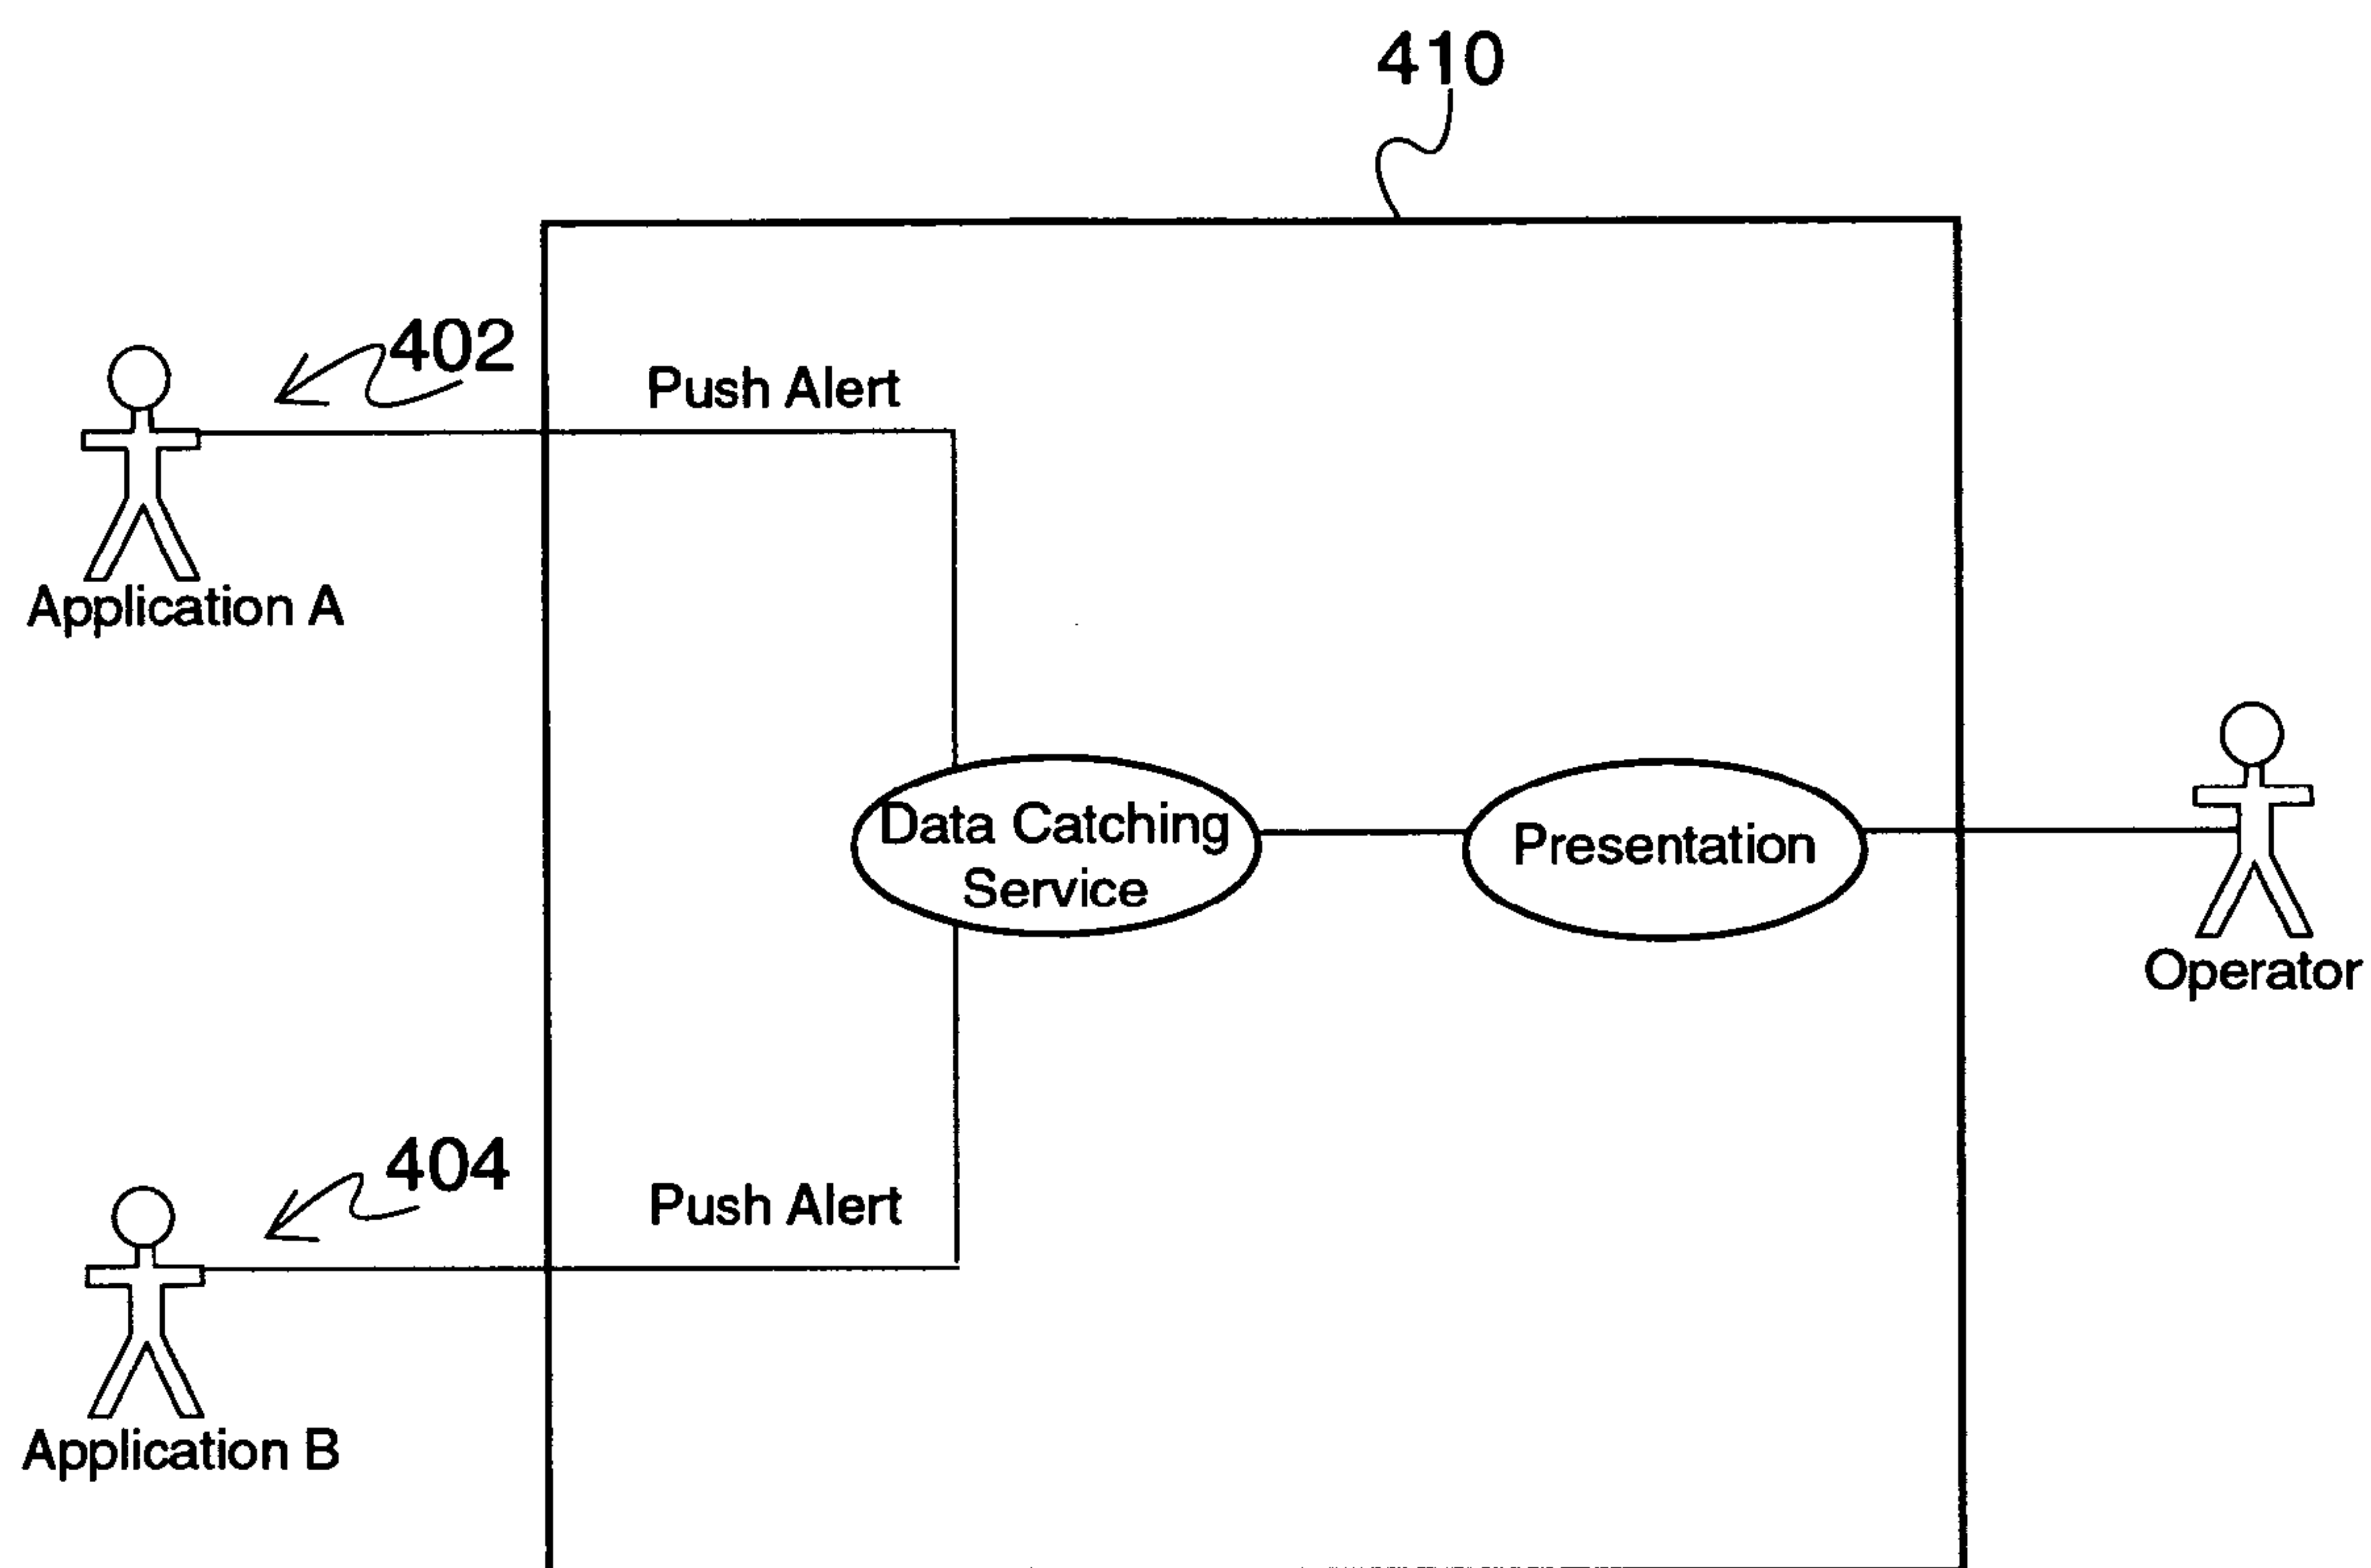 410
402
Push Alert
Application A
Data Catching
Service
Presentation
Operator
404
Push Alert
Application B